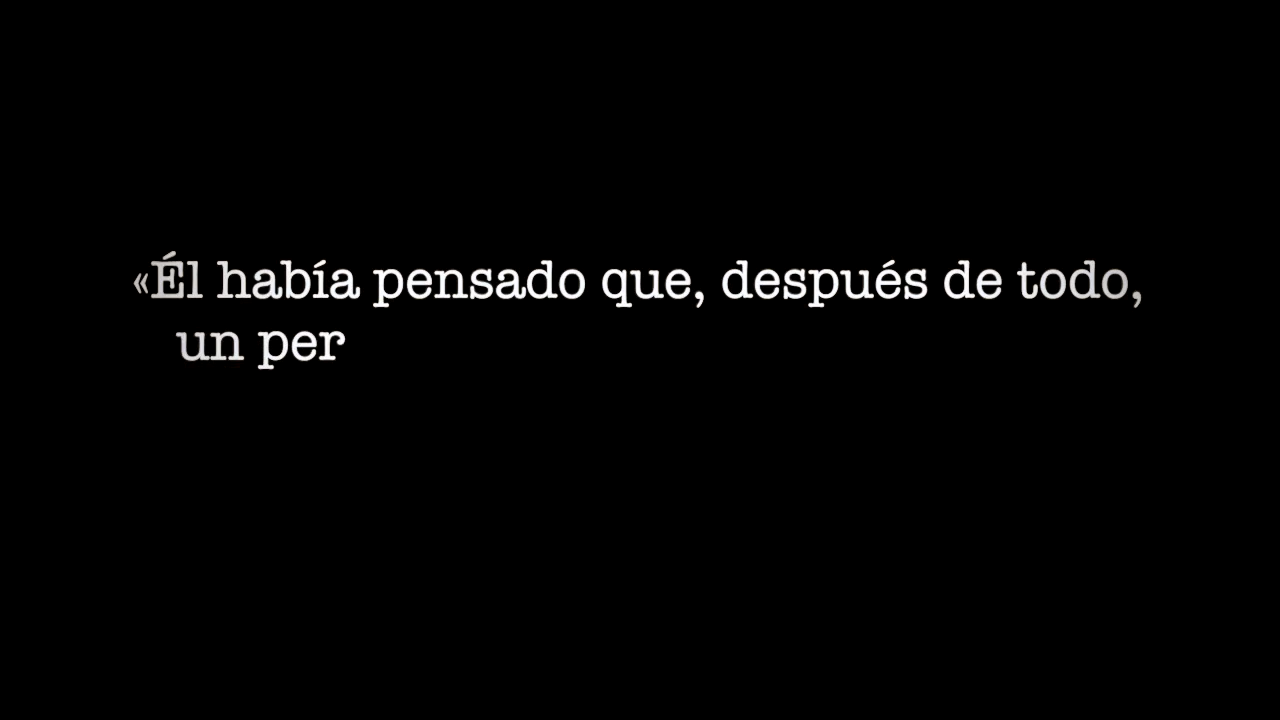 «Él había pensado que, después de todo,
un per